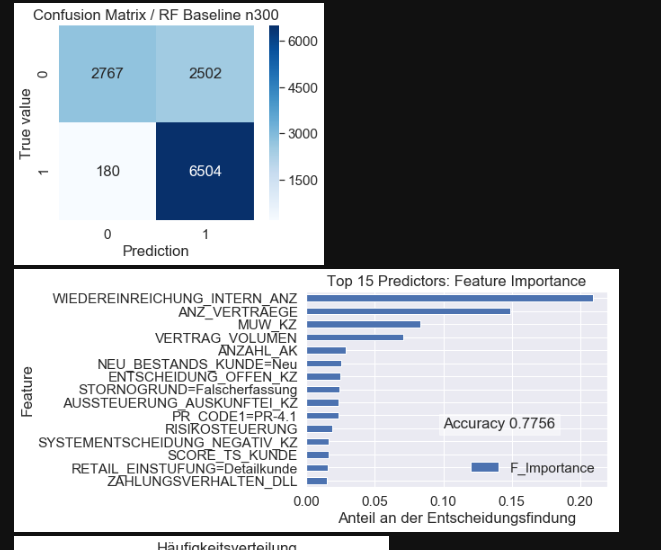 Confusion Matrix / RF Baseline n300
True value
0
2767
2502
1
180
6504
0
1
Prediction
6000
4500
3000
1500
Top 15 Predictors: Feature Importance
Feature
WIEDEREINREICHUNG_INTERN_ANZ
ANZ_VERTRAEGE
MUW_KZ
VERTRAG_VOLUMEN
ANZAHL_AK
NEU_BESTANDS_KUNDE=Neu
ENTSCHEIDUNG_OFFEN_KZ
STORNOGRUND=Falscherfassung
AUSSTEUERUNG_AUSKUNFTEI_KZ
PR_CODE1=PR-4.1
RISIKOSTEUERUNG
SYSTEMENTSCHEIDUNG_NEGATIV_KZ
SCORE_TS_KUNDE
RETAIL_EINSTUFUNG=Detailkunde
ZAHLUNGSVERHALTEN_DLL
Accuracy 0.7756
F_Importance
0.00 0.05 0.10 0.15 0.20
Anteil an der Entscheidungsfindung
Häufigkeitsverteilung